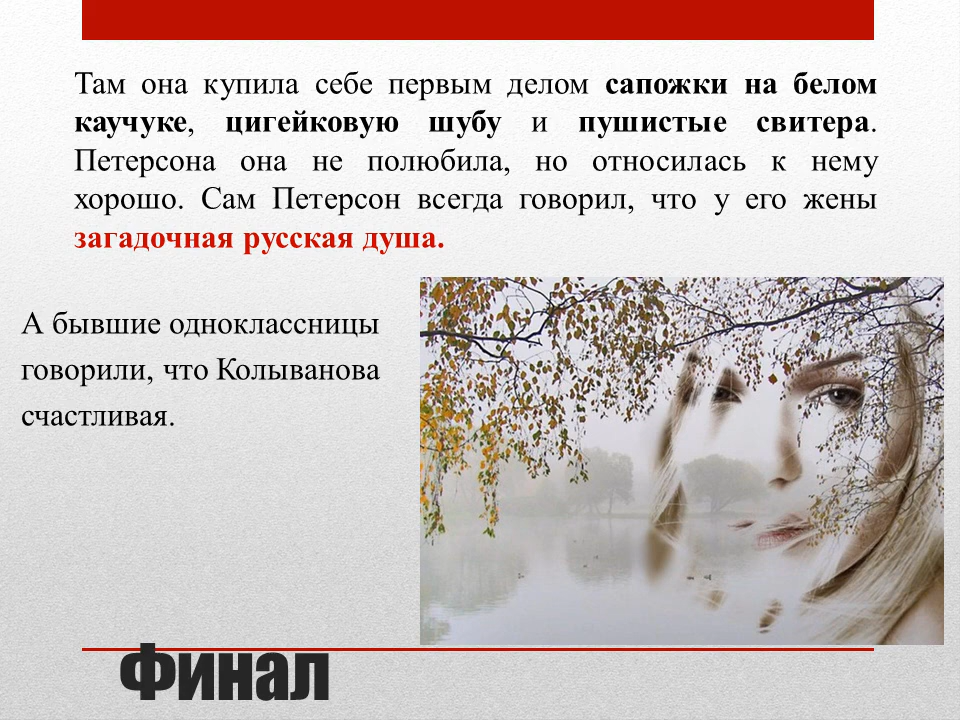 Там она купила себе первым делом сапожки на белом
каучуке, цигейковую шубу и пушистые свитера.
Петерсона она не полюбила, но относилась к нему
хорошо. Сам Петерсон всегда говорил, что у его жены
загадочная русская душа.
А бывшие одноклассницы
говорили, что Колыванова
счастливая.
Финал